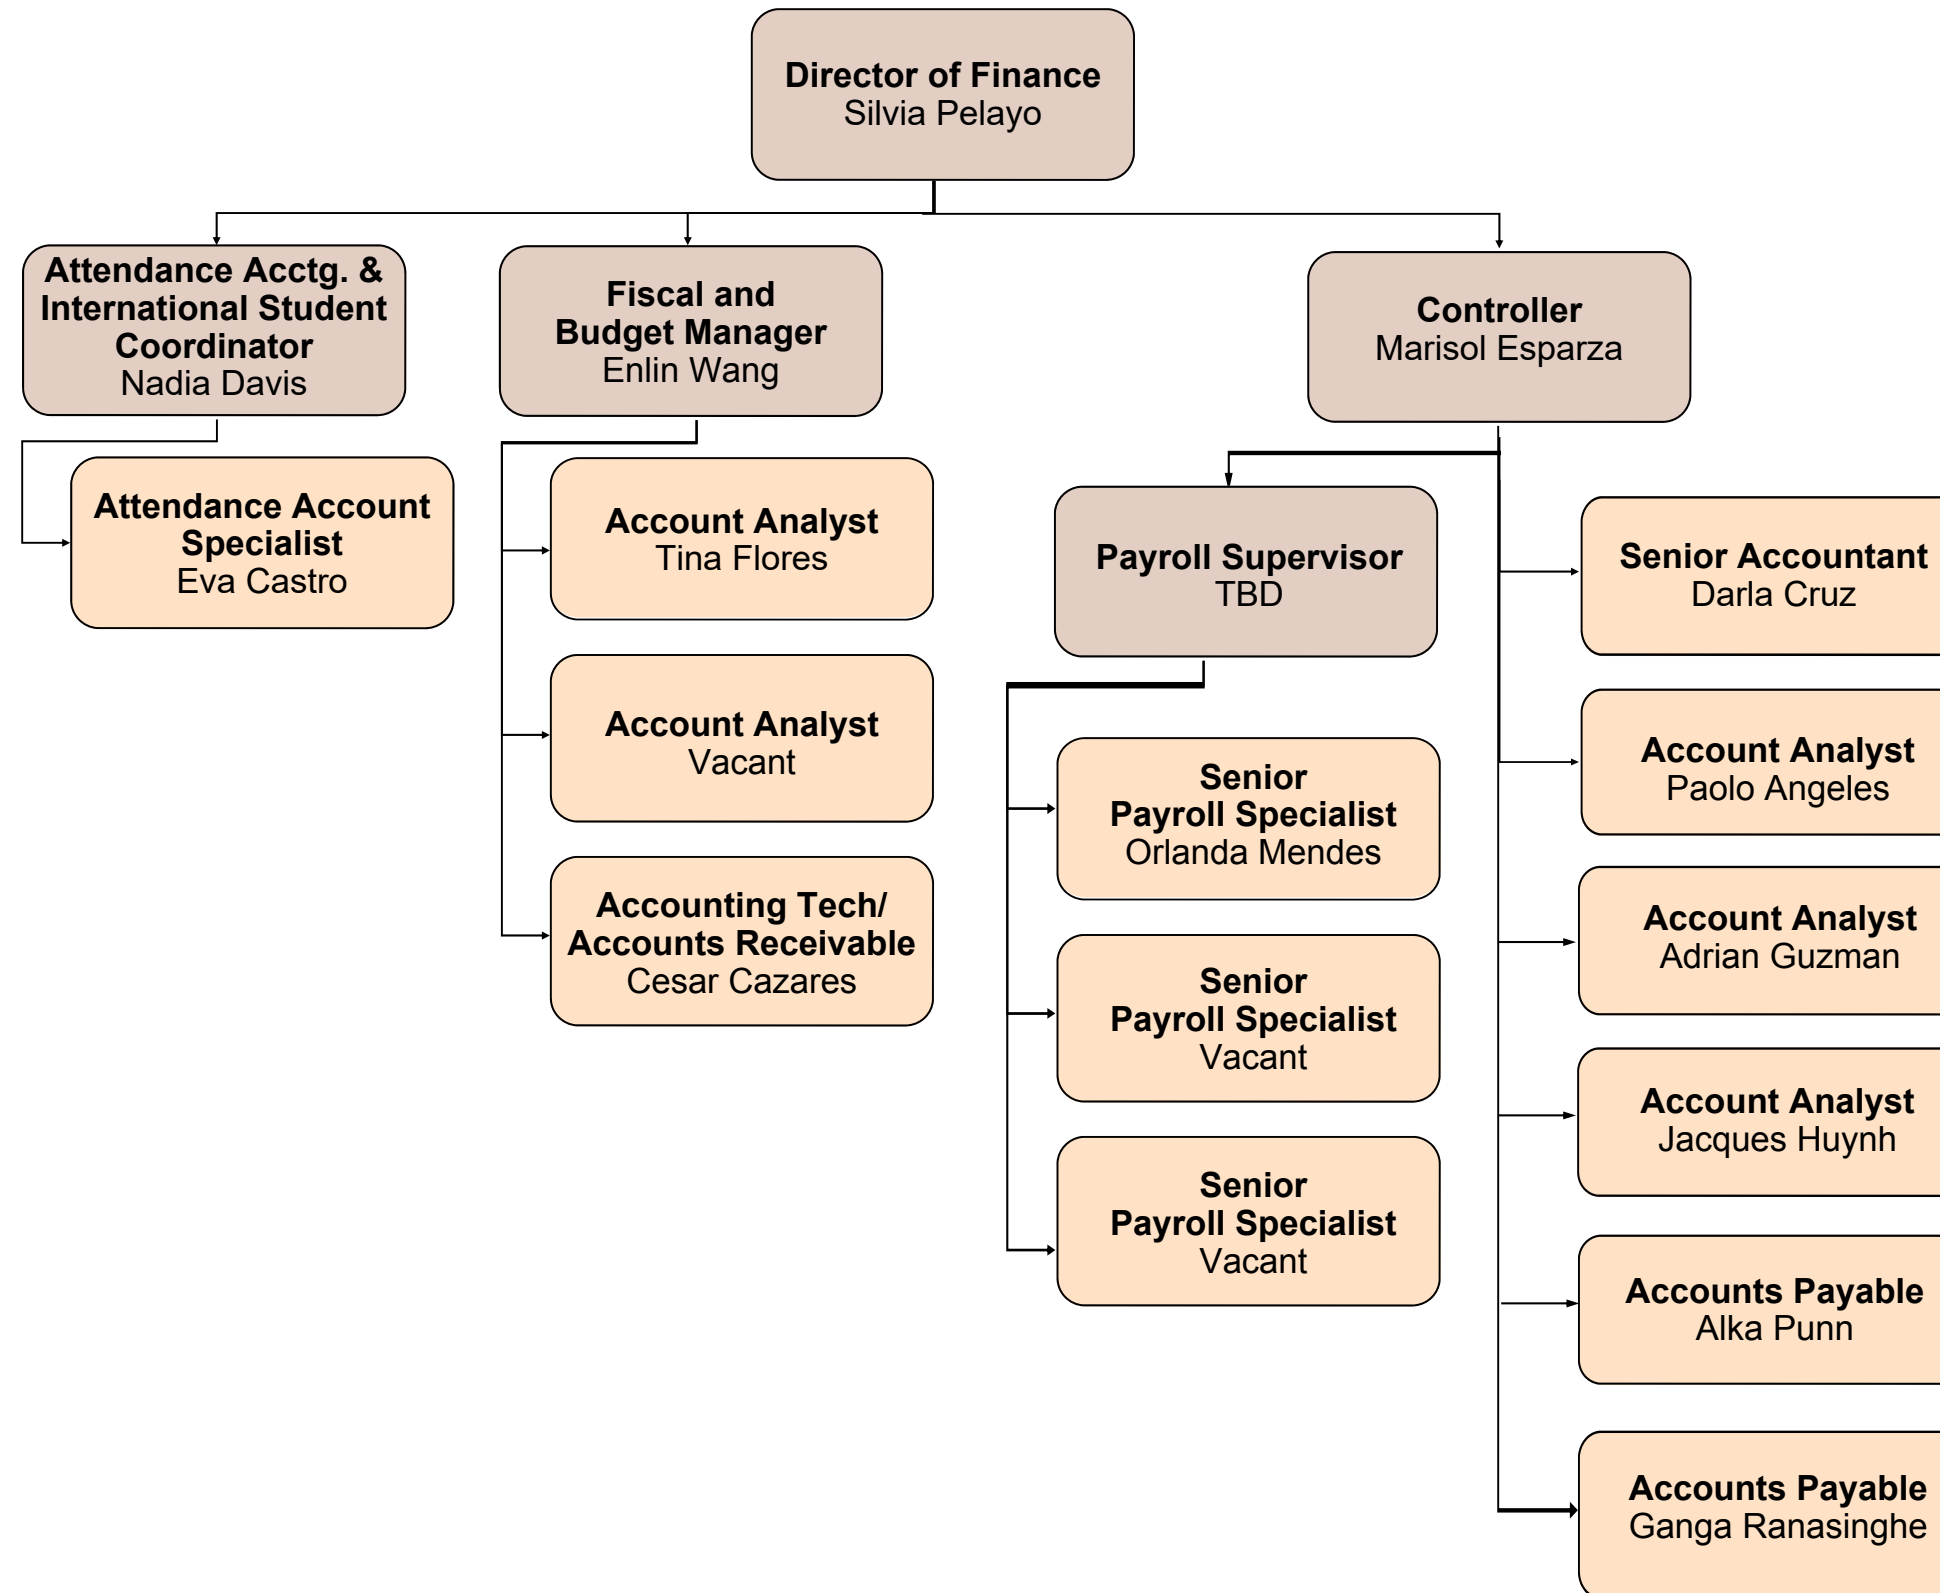 Director of Finance
Silvia Pelayo
Attendance Acctg. &
International Student
Coordinator
Nadia Davis
Fiscal and
Budget Manager
Enlin Wang
Controller
Marisol Esparza
Attendance Account
Specialist
Eva Castro
Account Analyst
Tina Flores
Account Analyst
Vacant
Accounting Tech/
Accounts Receivable
Cesar Cazares
Payroll Supervisor
TBD
Senior
Payroll Specialist
Orlanda Mendes
Senior
Payroll Specialist
Vacant
Senior
Payroll Specialist
Vacant
Senior Accountant
Darla Cruz
Account Analyst
Paolo Angeles
Account Analyst
Adrian Guzman
Account Analyst
Jacques Huynh
Accounts Payable
Alka Punn
Accounts Payable
Ganga Ranasinghe